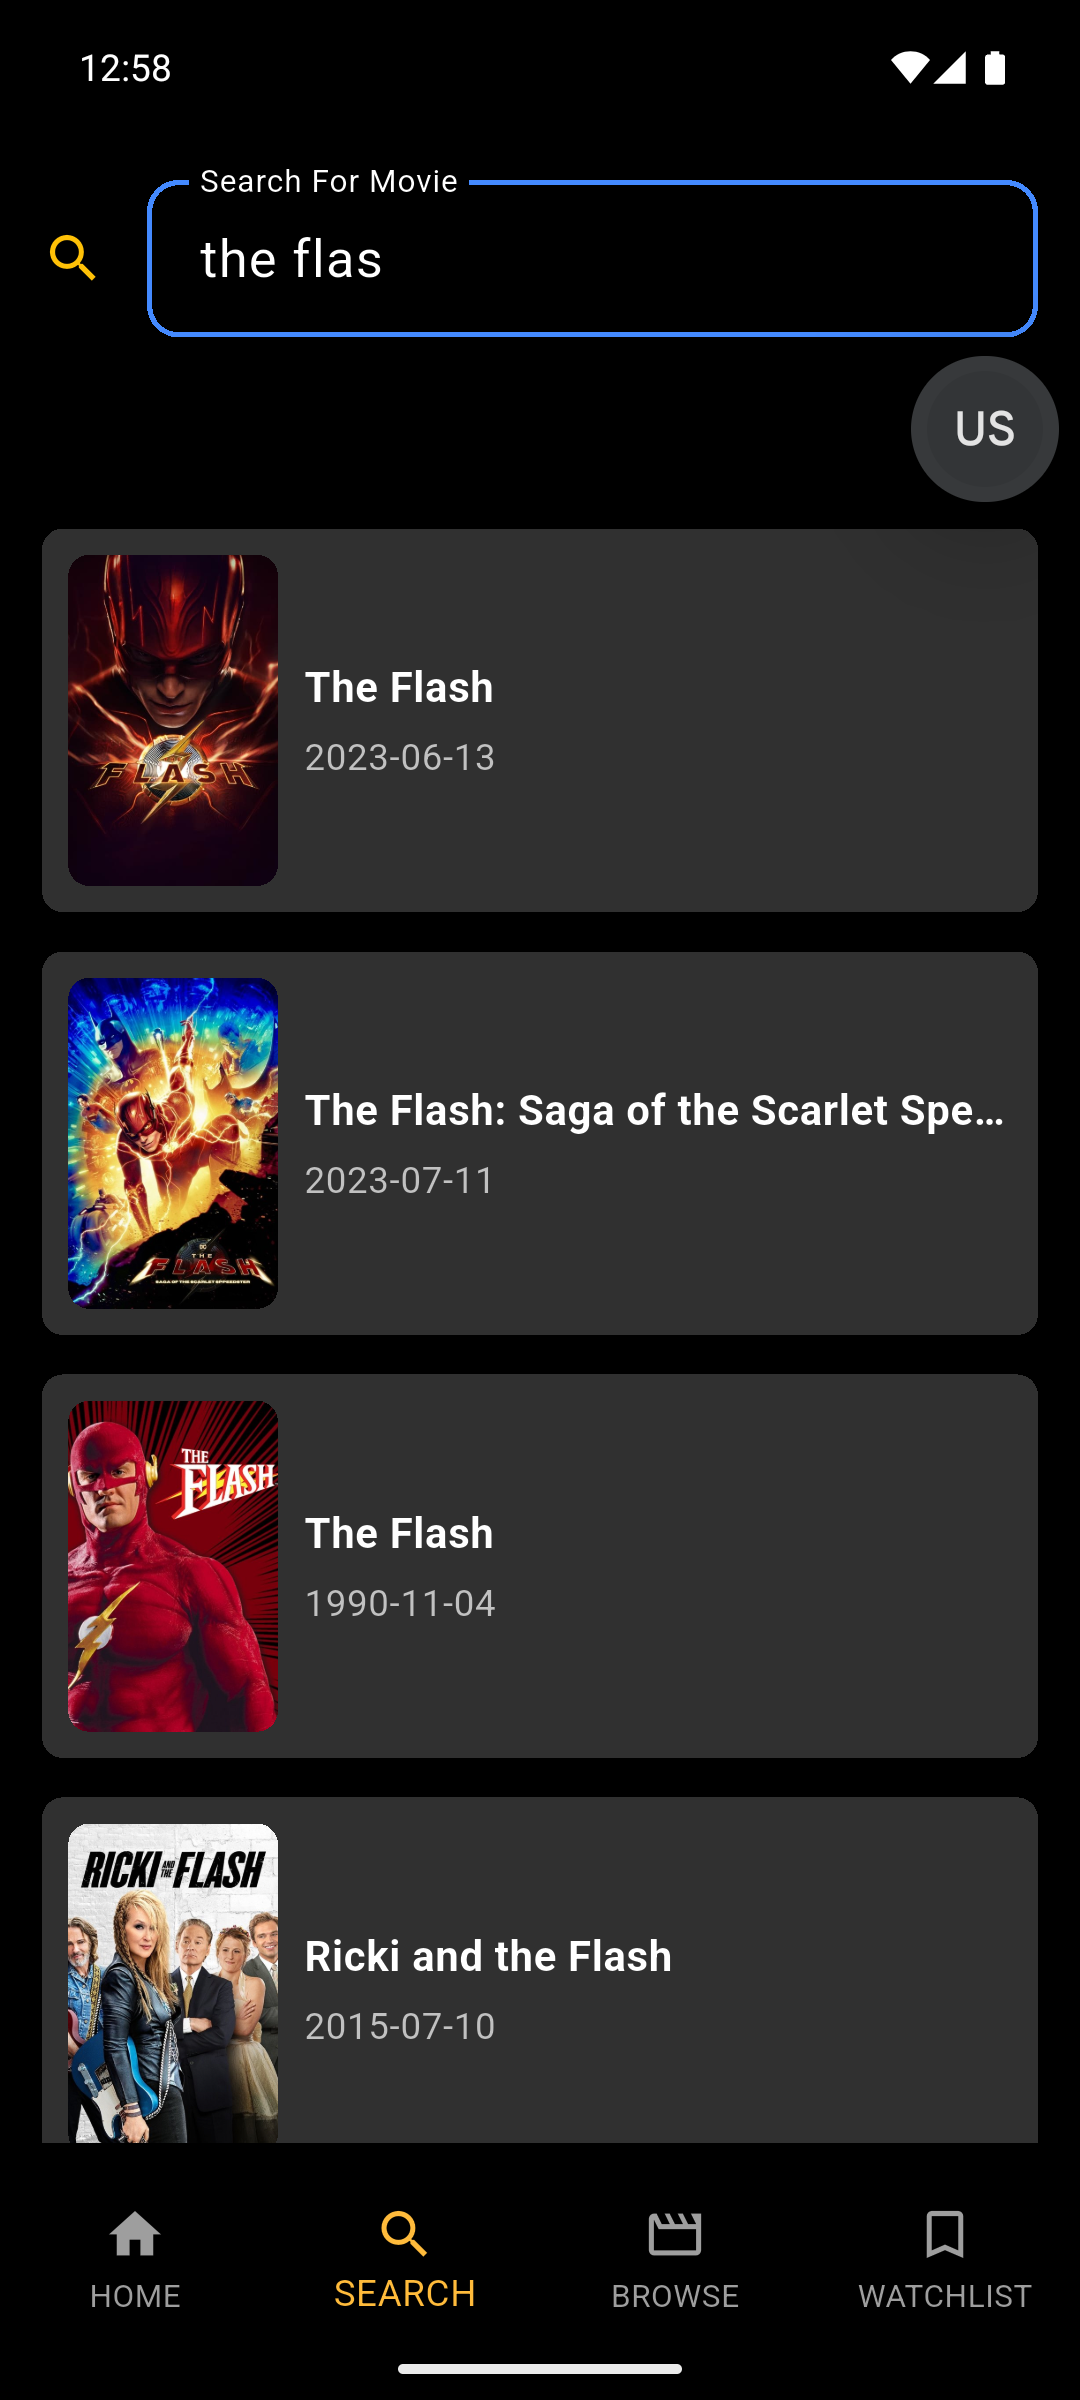 12:58
Search For Movie
the flas
US
FLASH
The Flash
2023-06-13
THE
FLASH
SAGA OF THE SCARLET SPEEDSTER
The Flash: Saga of the Scarlet Spe...
2023-07-11
THE
FLASH
The Flash
1990-11-04
RICKI AND THE FLASH
Ricki and the Flash
2015-07-10
HOME
SEARCH
BROWSE
WATCHLIST